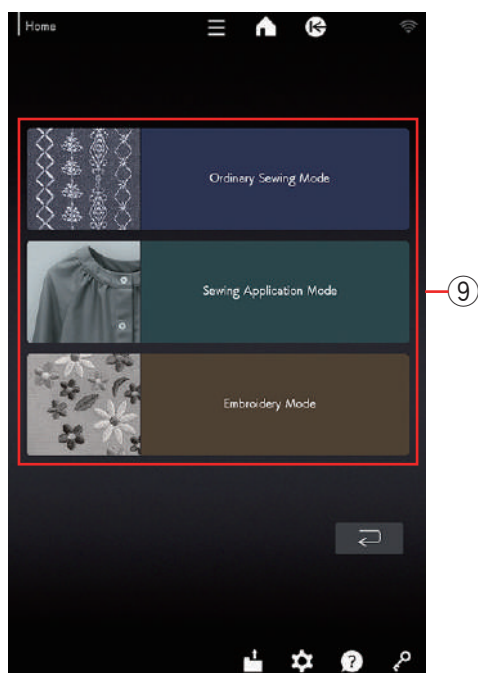 Home
Ordinary Sewing Mode
Sewing Application Mode
⑨
Embroidery Mode
?